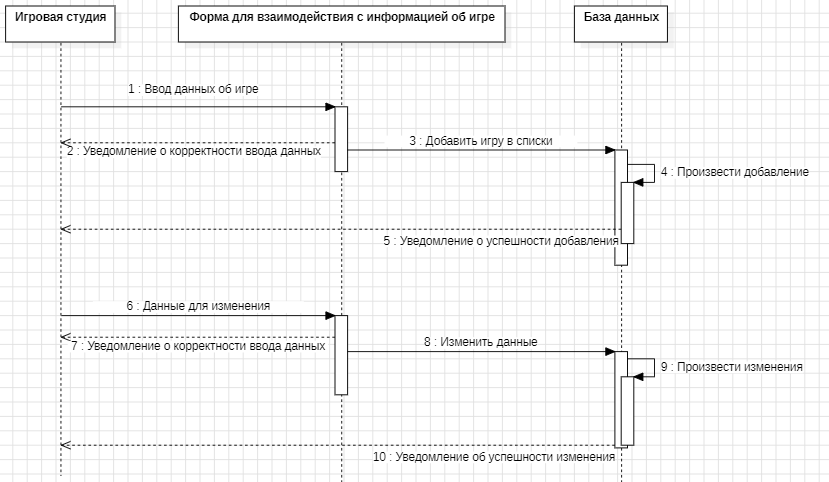 Игровая студия
Форма для взаимодействия с информацией об игре
База данных
1 : Ввод данных об игре
2 : Уведомление о корректности ввода данных
3 : Добавить игру в списки
4 : Произвести добавление
5 : Уведомление о успешности добавления
6 : Данные для изменения
7 : Уведомление о корректности ввода данных
8 : Изменить данные
9 : Произвести изменения
10 : Уведомление об успешности изменения